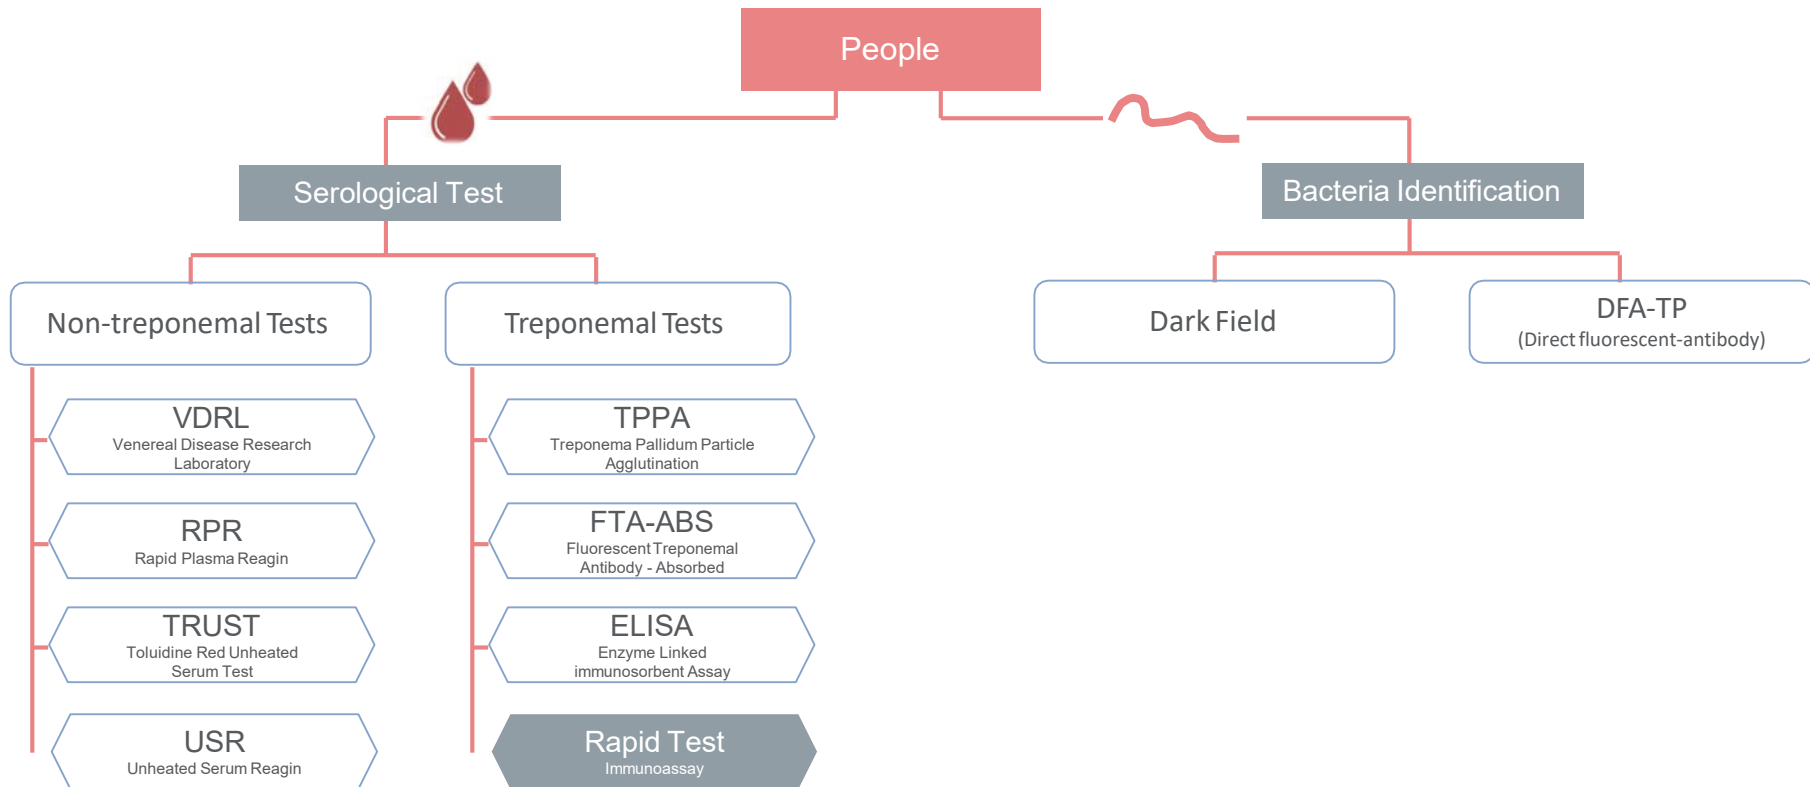 People
Serological Test
Bacteria Identification
Non-treponemal Tests
Treponemal Tests
Dark Field
DFA-TP
(Direct fluorescent-antibody)
VDRL
Venereal Disease Research
Laboratory
RPR
Rapid Plasma Reagin
TRUST
Toluidine Red Unheated
Serum Test
USR
Unheated Serum Reagin
TPPA
Treponema Pallidum Particle
Agglutination
FTA-ABS
Fluorescent Treponemal
Antibody - Absorbed
ELISA
Enzyme Linked
immunosorbent Assay
Rapid Test
Immunoassay